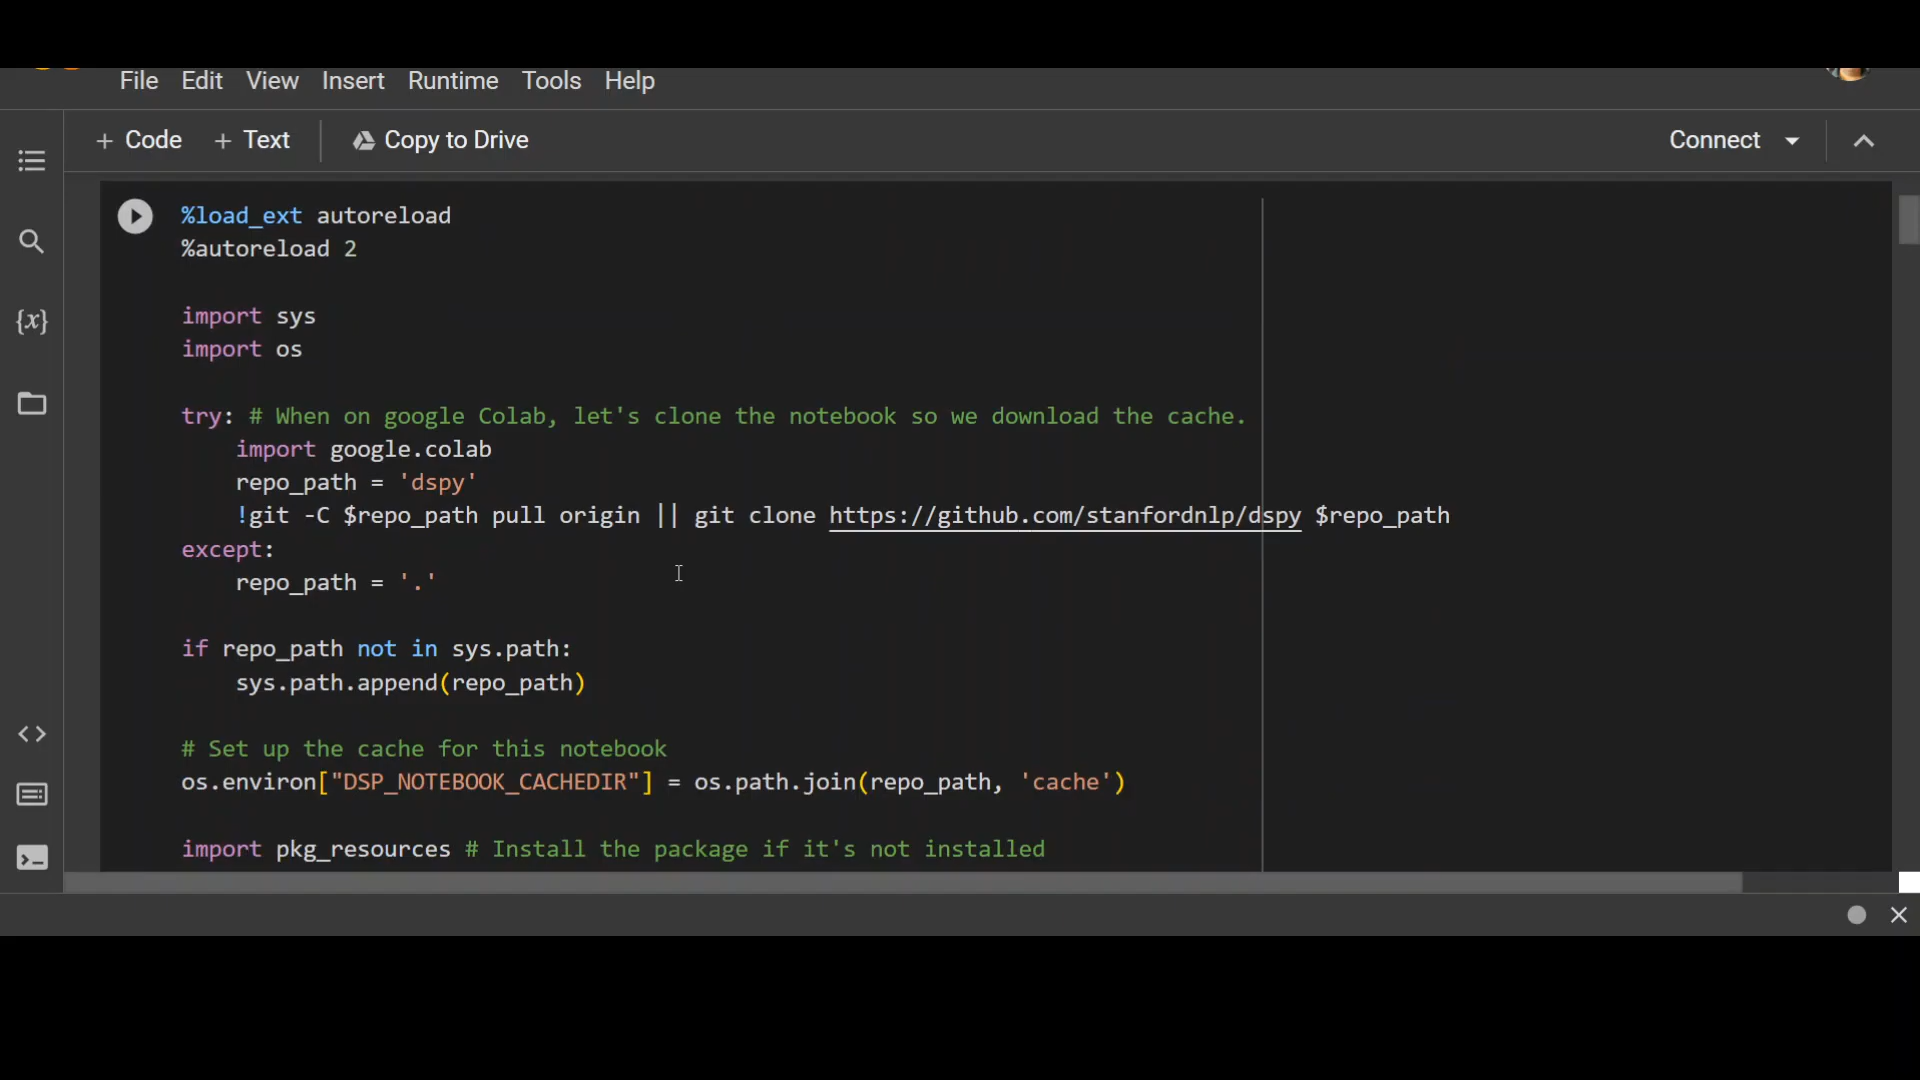 File Edit View Insert Runtime Tools Help
+ Code + Text Copy to Drive Connect
%load_ext autoreload
%autoreload 2
import sys
import os
try: # When on google Colab, let's clone the notebook so we download the cache.
    import google.colab
    repo_path = 'dspy'
    !git -C $repo_path pull origin || git clone https://github.com/stanfordnlp/dspy $repo_path
except:
    repo_path = '.'
if repo_path not in sys.path:
    sys.path.append(repo_path)
# Set up the cache for this notebook
os.environ["DSP_NOTEBOOK_CACHEDIR"] = os.path.join(repo_path, 'cache')
import pkg_resources # Install the package if it's not installed